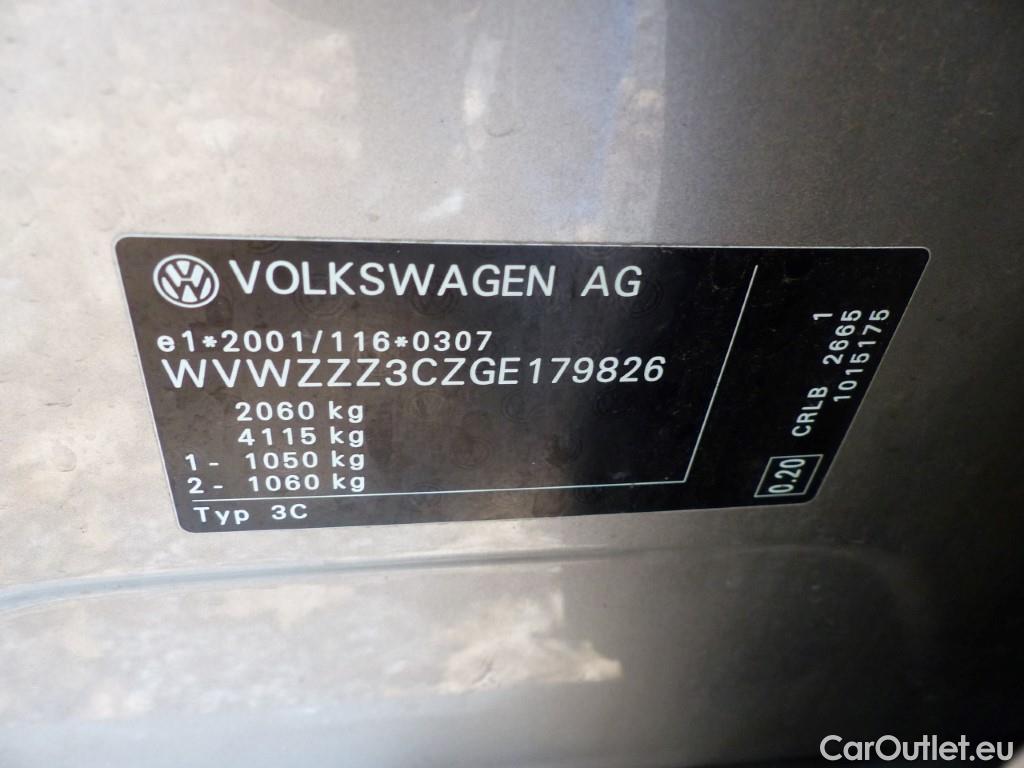 VOLKSWAGEN AG
e1*2001/116*0307
WVWZZZ3CZGE179826
2060 kg
4115 kg
1- 1050 kg
2- 1060 kg
Typ 3C
1
CRLB 2665
1015175
0.20
CarOutlet.eu